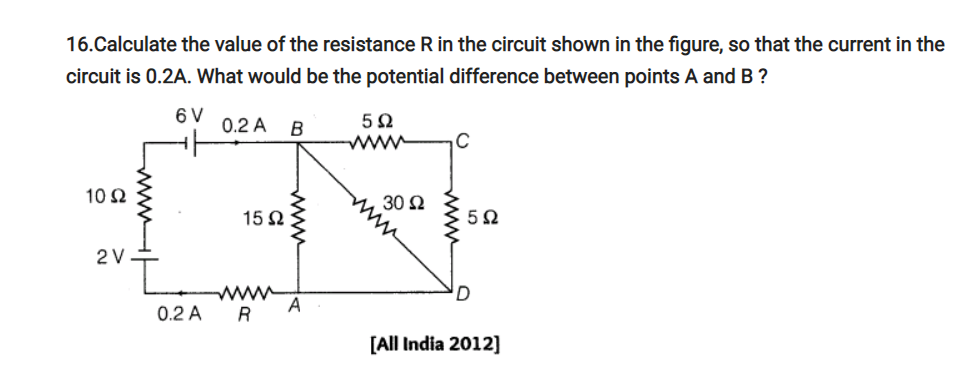 16.Calculate the value of the resistance R in the circuit shown in the figure, so that the current in the
circuit is 0.2A. What would be the potential difference between points A and B ?
6 V 0.2 A B 5 Ω
C
10 Ω 15 Ω 30 Ω 5 Ω
2 V
0.2 A R A D
[All India 2012]